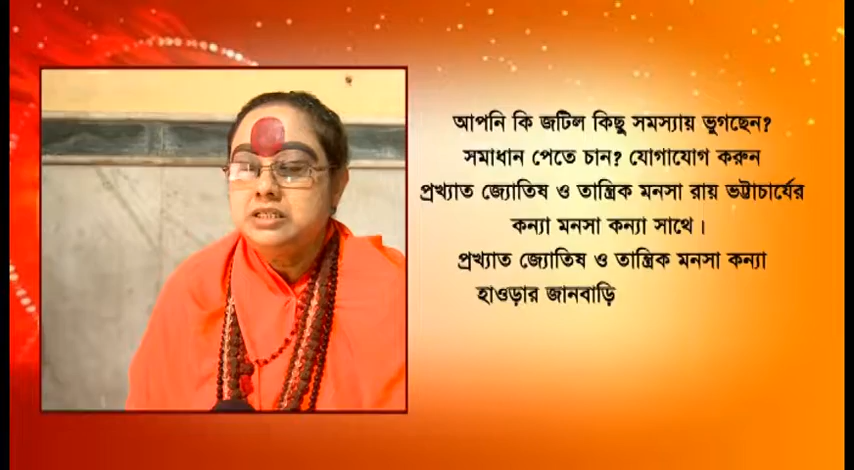 আপনি কি জটিল কিছু সমস্যায় ভুগছেন?
সমাধান পেতে চান? যোগাযোগ করুন
প্রখ্যাত জ্যোতিষ ও তান্ত্রিক মনসা রায় ভট্টাচার্যের
কন্যা মনসা কন্যা সাথে।
প্রখ্যাত জ্যোতিষ ও তান্ত্রিক মনসা কন্যা
হাওড়ার জানবাড়ি